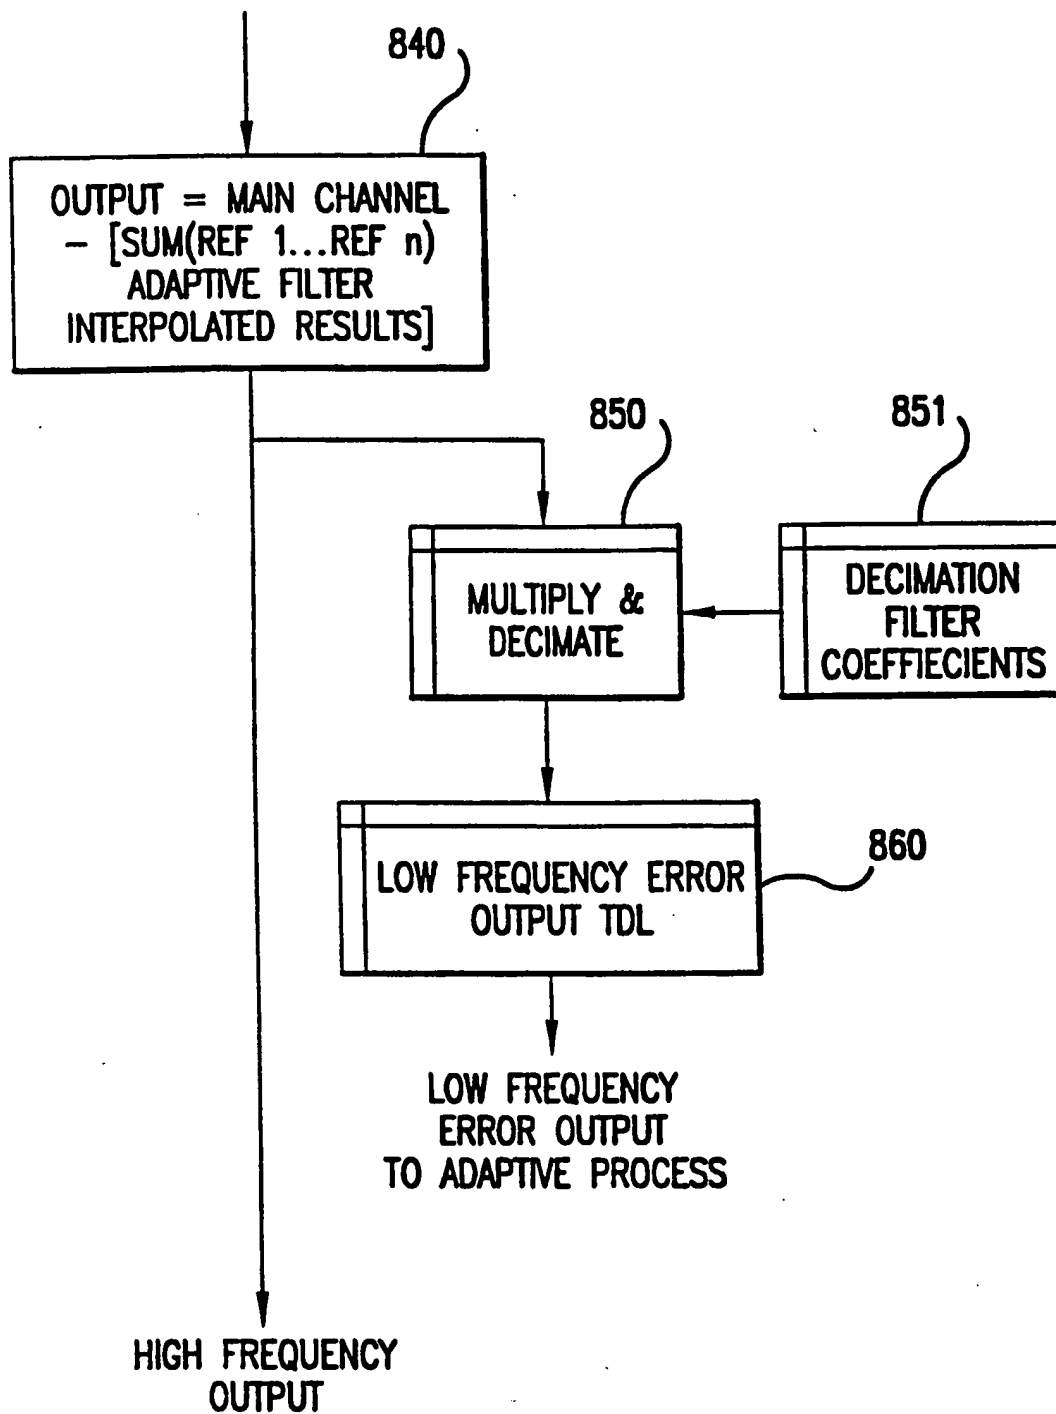 840
OUTPUT = MAIN CHANNEL
- [SUM(REF 1...REF n)
ADAPTIVE FILTER
INTERPOLATED RESULTS]
850
851
MULTIPLY &
DECIMATE
DECIMATION
FILTER
COEFFIECIENTS
860
LOW FREQUENCY ERROR
OUTPUT TDL
LOW FREQUENCY
ERROR OUTPUT
TO ADAPTIVE PROCESS
HIGH FREQUENCY
OUTPUT